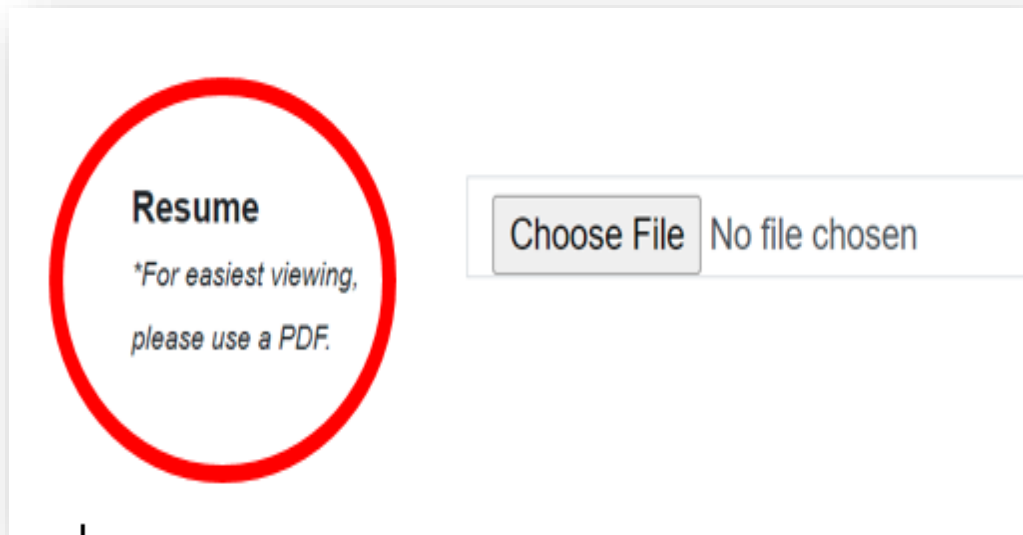 Resume
*For easiest viewing,
please use a PDF.
Choose File No file chosen